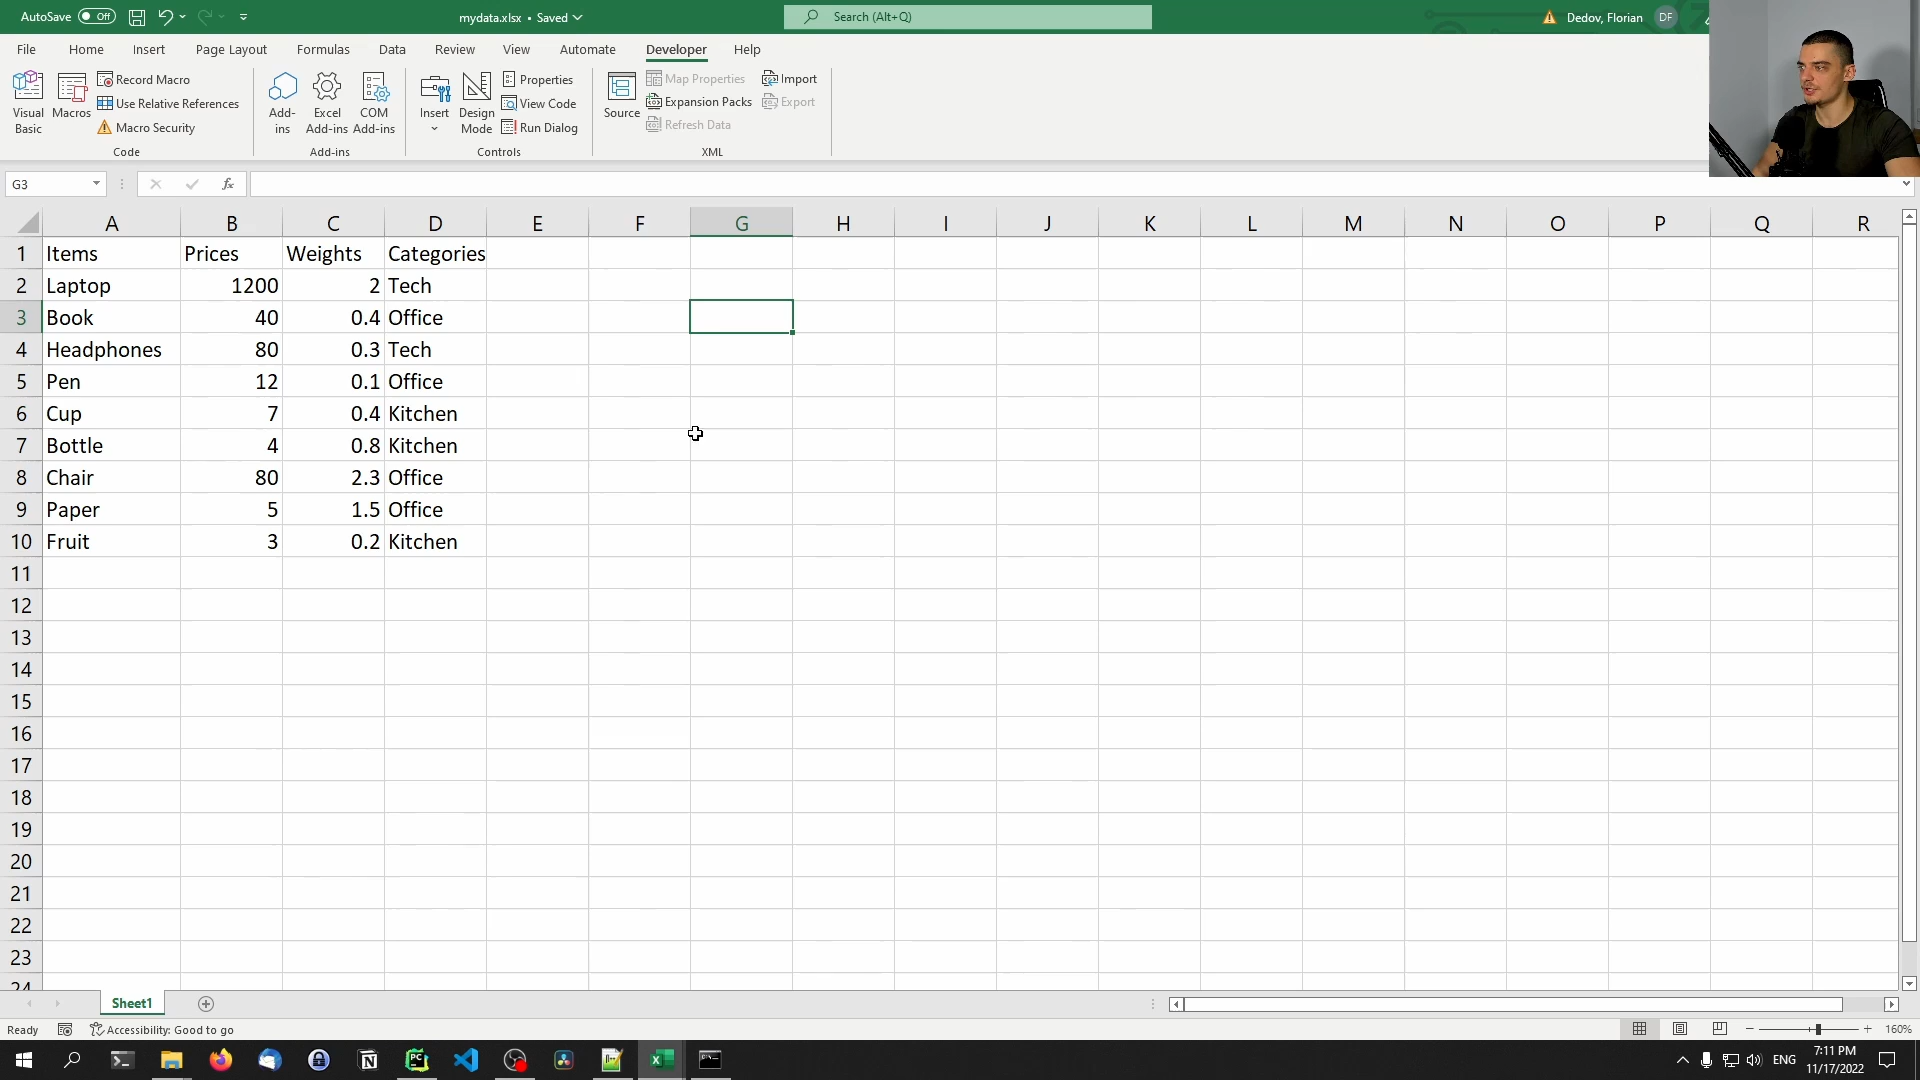 AutoSave Off mydata.xlsx • Saved Search (Alt+Q) Dedov, Florian DF
File Home Insert Page Layout Formulas Data Review View Automate Developer Help
Visual Basic
Macros
Record Macro
Use Relative References
Macro Security
Code
Add-ins
Excel Add-ins
COM Add-ins
Add-ins
Insert
Design Mode
Properties
View Code
Run Dialog
Controls
Source
Map Properties
Expansion Packs
Refresh Data
Import
Export
XML
G3 fx
A B C D E F G H I J K L M N O P Q R
1 Items Prices Weights Categories
2 Laptop 1200 2 Tech
3 Book 40 0.4 Office
4 Headphones 80 0.3 Tech
5 Pen 12 0.1 Office
6 Cup 7 0.4 Kitchen
7 Bottle 4 0.8 Kitchen
8 Chair 80 2.3 Office
9 Paper 5 1.5 Office
10 Fruit 3 0.2 Kitchen
11
12
13
14
15
16
17
18
19
20
21
22
23
24
Sheet1
Ready Accessibility: Good to go 160%
PC ENG 7:11 PM
11/17/2022